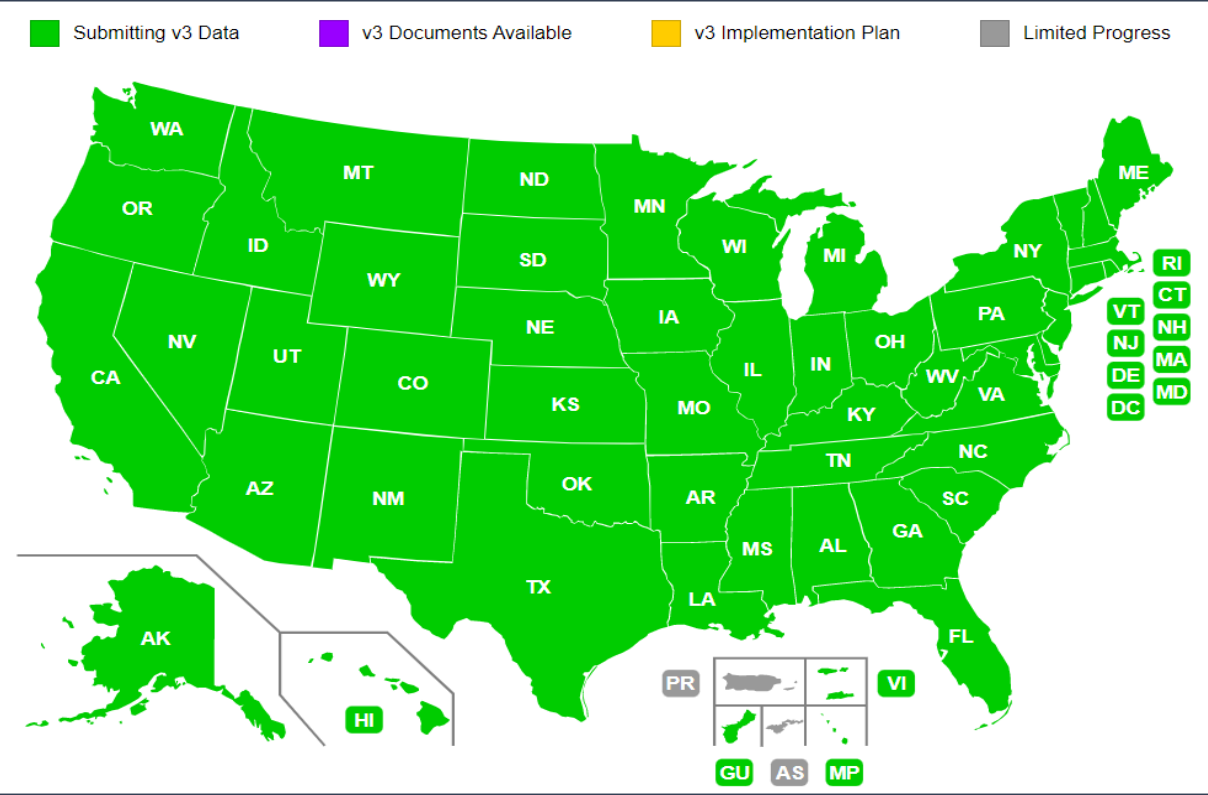 Submitting v3 Data
v3 Documents Available
v3 Implementation Plan
Limited Progress
WA
MT
ND
MN
ME
OR
ID
SD
WI
MI
NY
WY
RI
CT
VT
NH
NJ
MA
DE
MD
DC
NV
UT
NE
IA
PA
OH
IL
IN
WV
VA
CA
CO
KS
MO
KY
NC
TN
AZ
NM
OK
AR
SC
MS
AL
GA
TX
LA
FL
AK
HI
PR
VI
GU
AS
MP